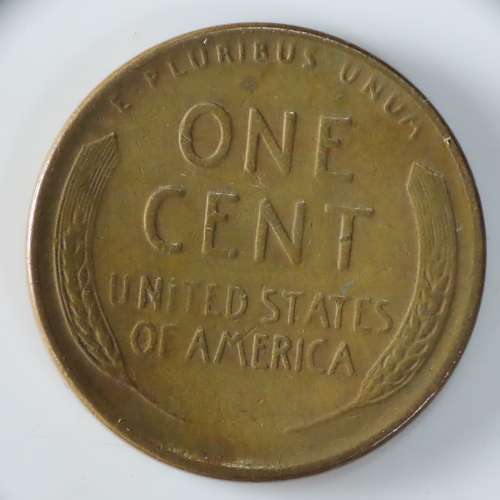 E PLURIBUS UNUM
ONE
CENT
UNITED STATES
OF AMERICA